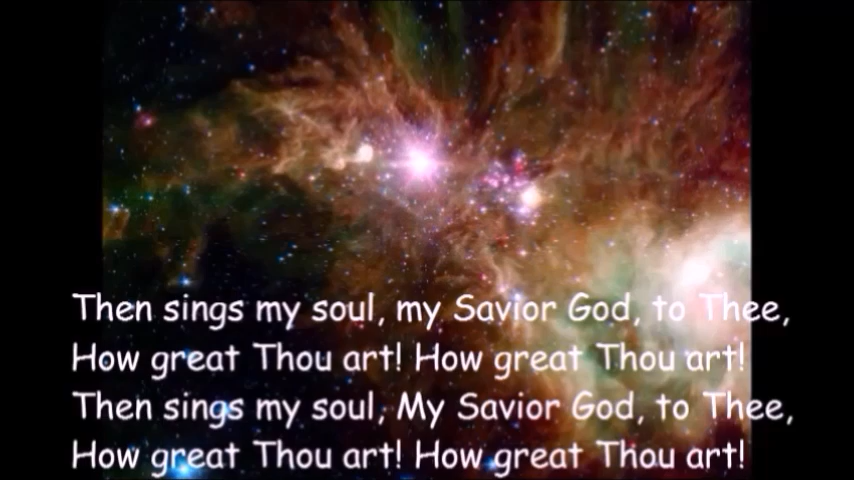 Then sings my soul, my Savior God, to Thee,
How great Thou art! How great Thou art!
Then sings my soul, My Savior God, to Thee,
How great Thou art! How great Thou art!